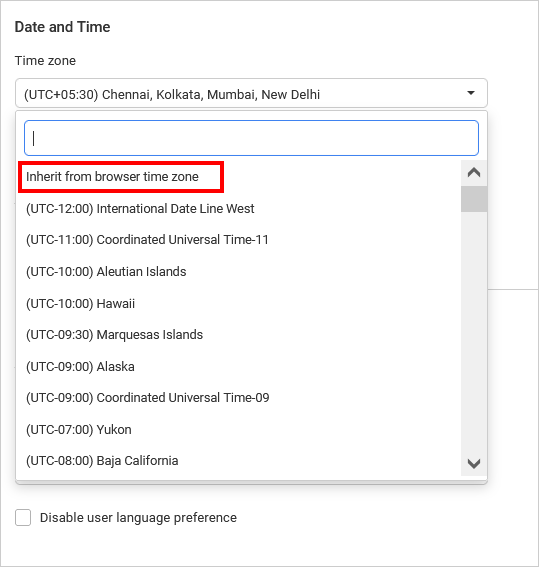 Date and Time
Time zone
(UTC+05:30) Chennai, Kolkata, Mumbai, New Delhi
Inherit from browser time zone
(UTC-12:00) International Date Line West
(UTC-11:00) Coordinated Universal Time-11
(UTC-10:00) Aleutian Islands
(UTC-10:00) Hawaii
(UTC-09:30) Marquesas Islands
(UTC-09:00) Alaska
(UTC-09:00) Coordinated Universal Time-09
(UTC-07:00) Yukon
(UTC-08:00) Baja California
Disable user language preference